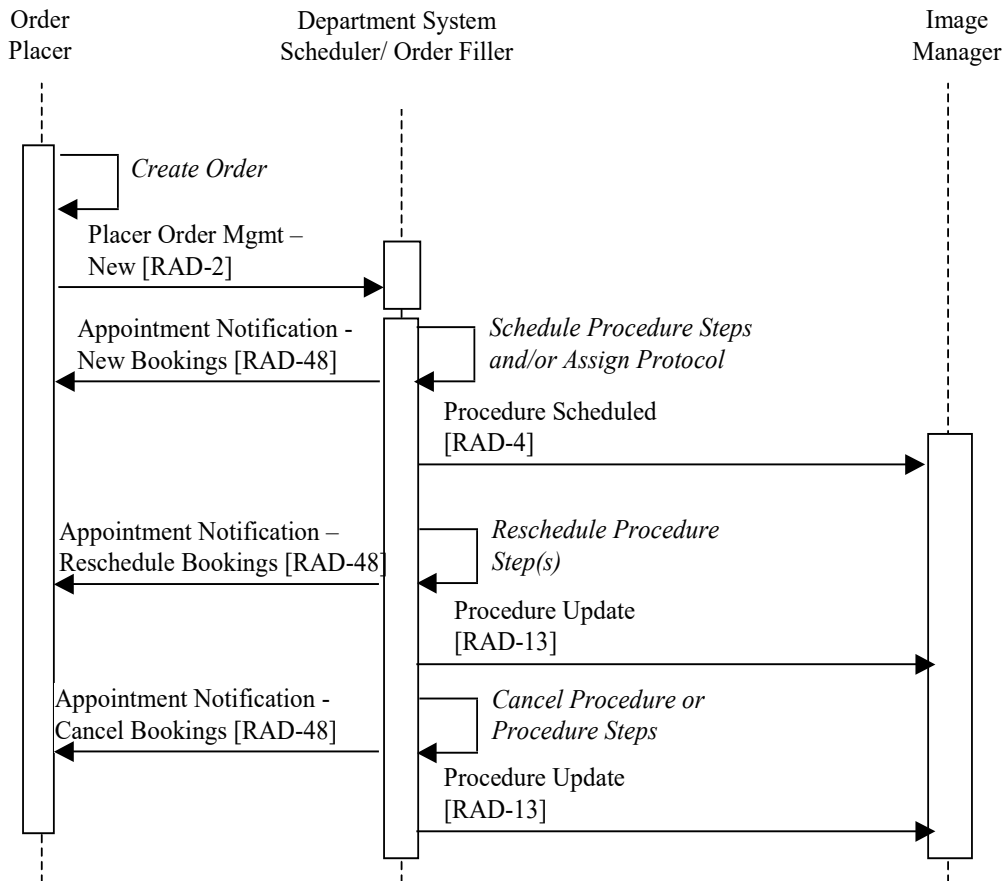 Order
Placer
Department System
Scheduler/ Order Filler
Image
Manager
Create Order
Placer Order Mgmt –
New [RAD-2]
Appointment Notification -
New Bookings [RAD-48]
Schedule Procedure Steps
and/or Assign Protocol
Procedure Scheduled
[RAD-4]
Appointment Notification –
Reschedule Bookings [RAD-48]
Reschedule Procedure
Step(s)
Procedure Update
[RAD-13]
Appointment Notification -
Cancel Bookings [RAD-48]
Cancel Procedure or
Procedure Steps
Procedure Update
[RAD-13]